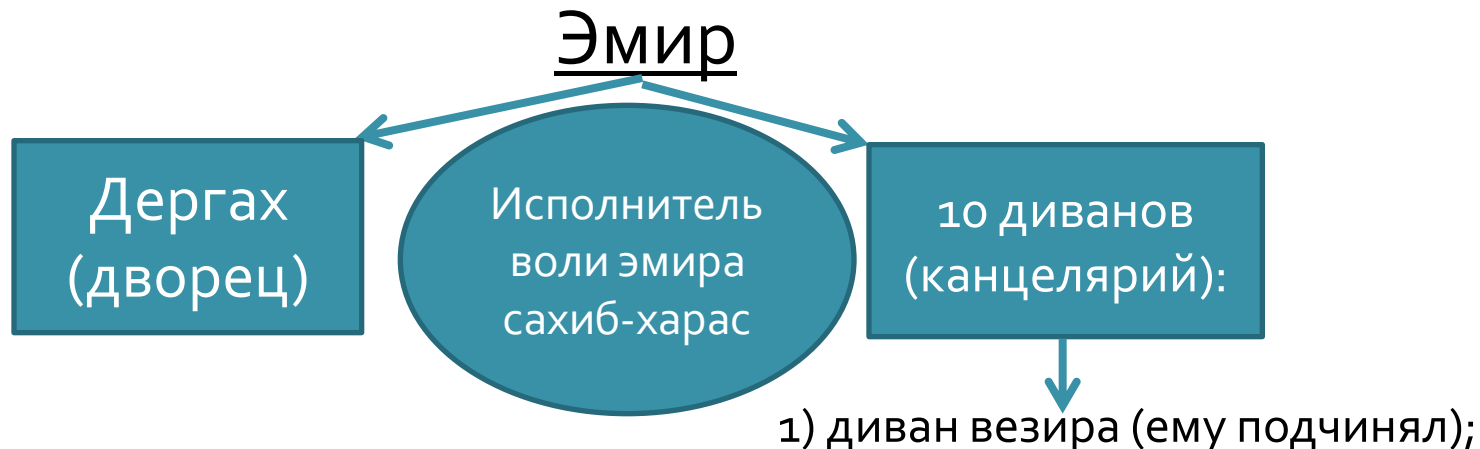 Эмир
Дергах
(дворец)
Исполнитель
воли эмира
сахиб-харас
10 диванов
(канцелярий):
1) диван везира (ему подчинял);